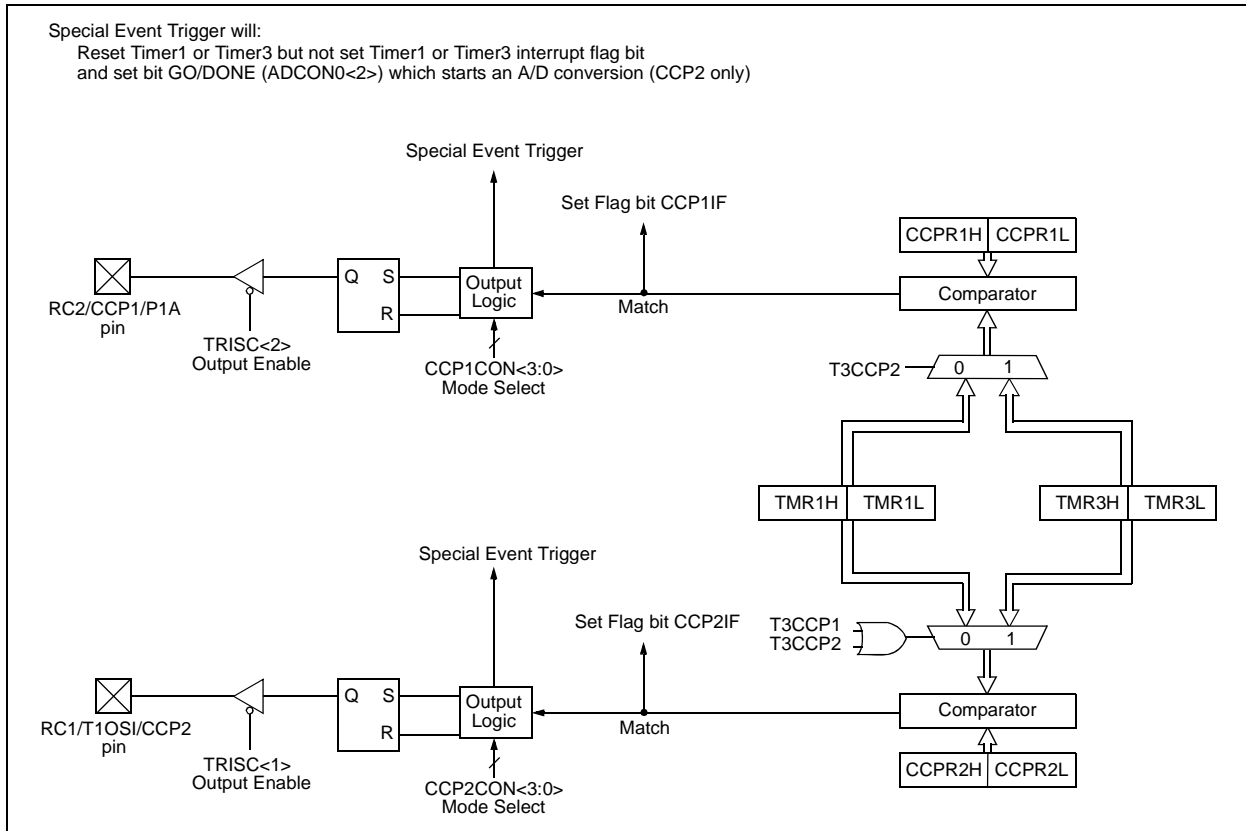 Special Event Trigger will:
Reset Timer1 or Timer3 but not set Timer1 or Timer3 interrupt flag bit
and set bit GO/DONE (ADCON0<2>) which starts an A/D conversion (CCP2 only)
Special Event Trigger
Set Flag bit CCP1IF
CCPR1H CCPR1L
Q S
R
Output
Logic
Comparator
RC2/CCP1/P1A
pin
Match
TRISC<2>
Output Enable
CCP1CON<3:0>
Mode Select
T3CCP2
0 1
TMR1H TMR1L
TMR3H TMR3L
Special Event Trigger
Set Flag bit CCP2IF
T3CCP1
T3CCP2
0 1
Q S
R
Output
Logic
Comparator
RC1/T1OSI/CCP2
pin
Match
TRISC<1>
Output Enable
CCP2CON<3:0>
Mode Select
CCPR2H CCPR2L